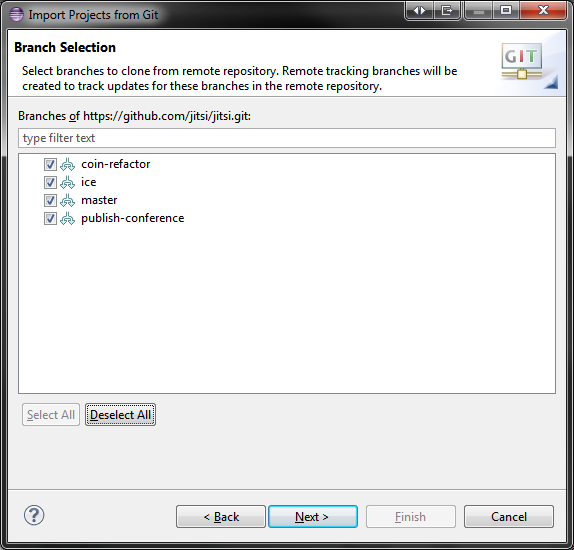 Import Projects from Git
Branch Selection
Select branches to clone from remote repository. Remote tracking branches will be
created to track updates for these branches in the remote repository.
GIT
Branches of https://github.com/jitsi/jitsi.git:
type filter text
coin-refactor
ice
master
publish-conference
Select All Deselect All
? < Back Next > Finish Cancel